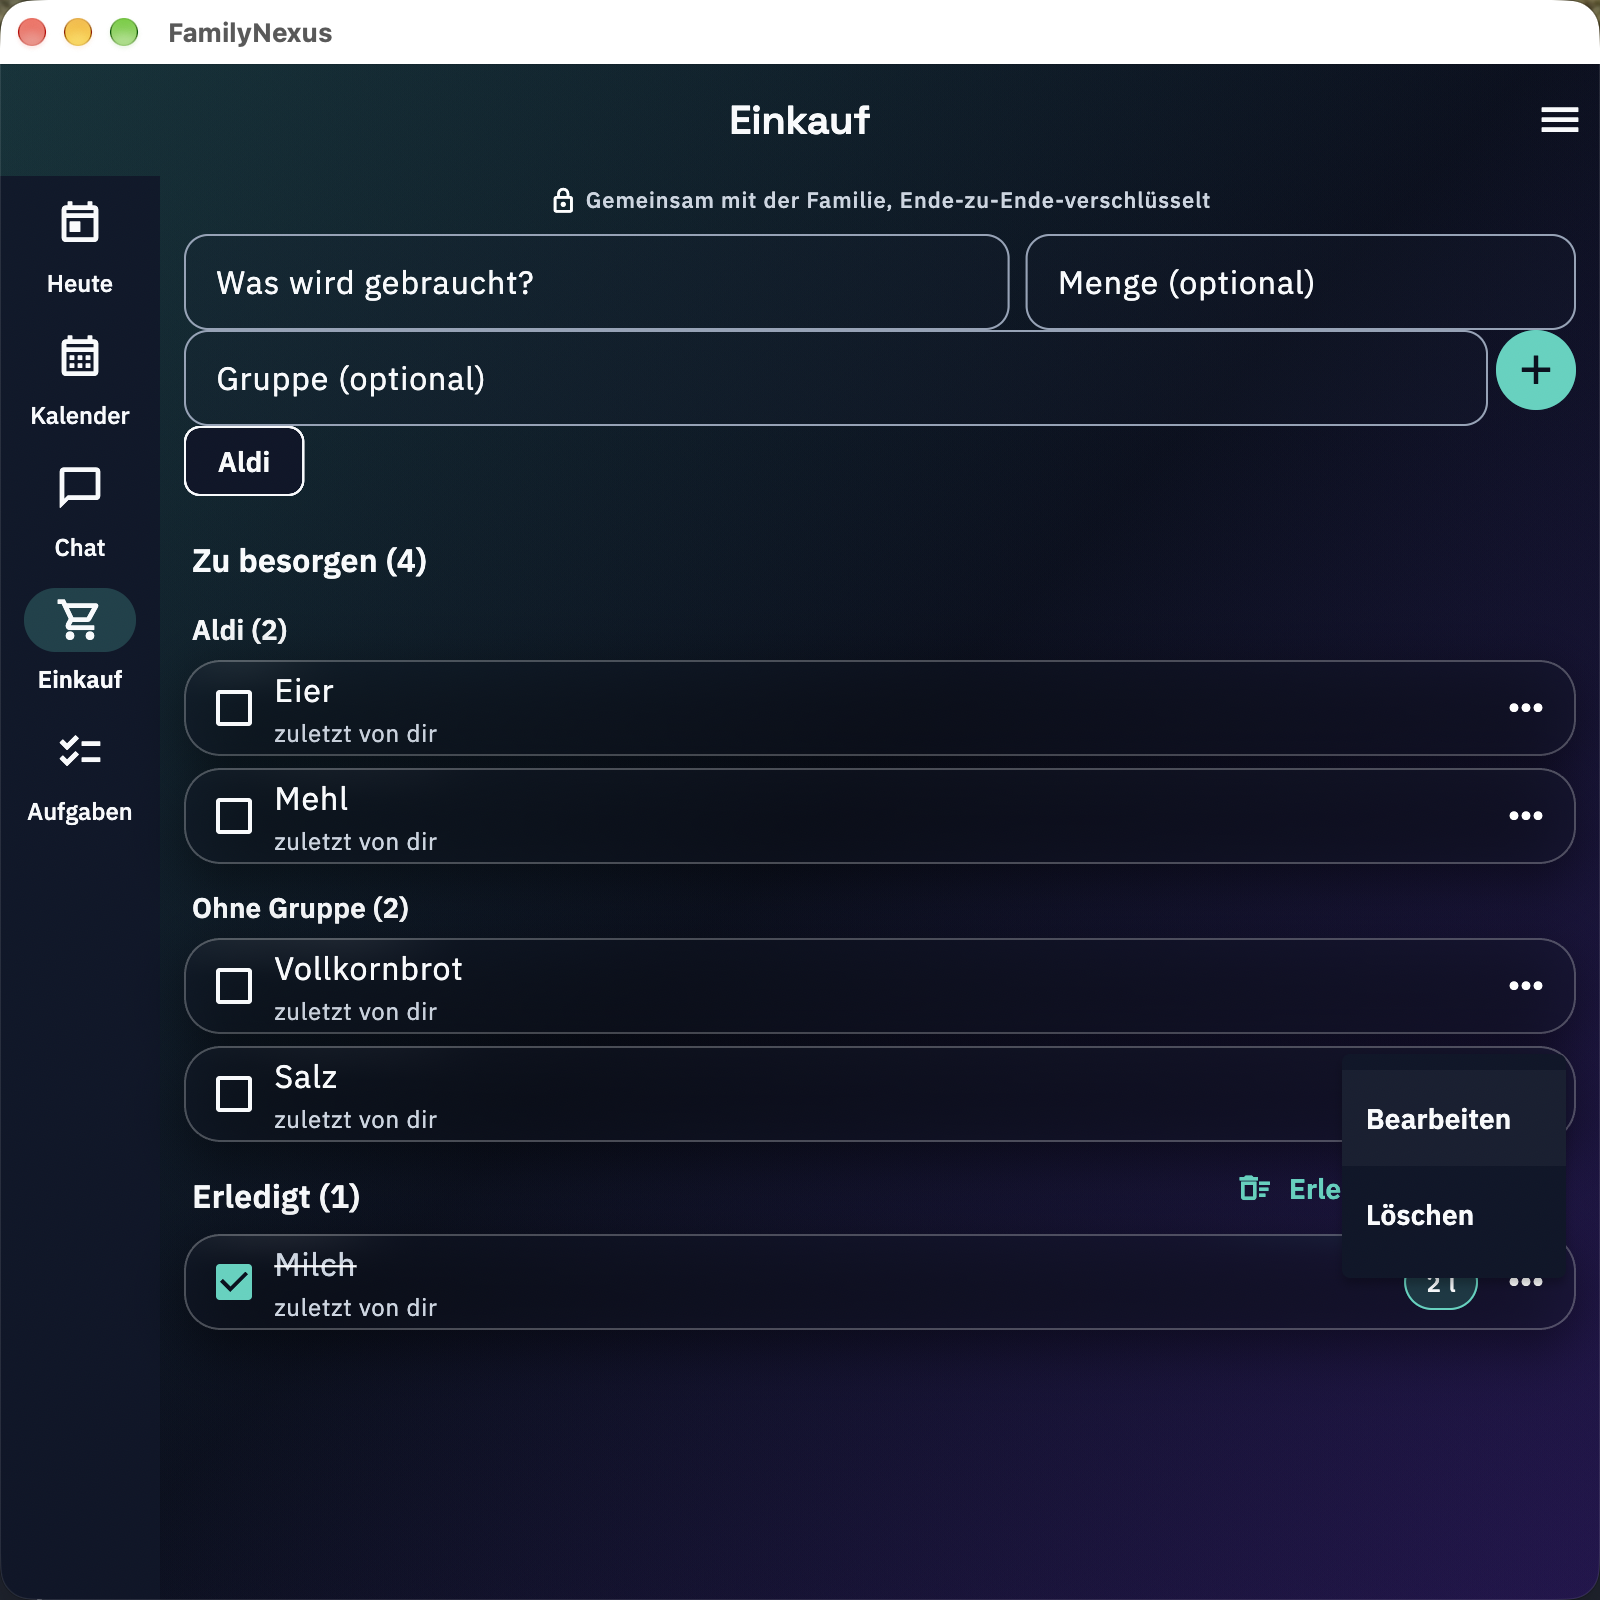 FamilyNexus
Einkauf
Gemeinsam mit der Familie, Ende-zu-Ende-verschlüsselt
Heute
Kalender
Chat
Einkauf
Aufgaben
Was wird gebraucht?
Menge (optional)
Gruppe (optional)
Aldi
Zu besorgen (4)
Aldi (2)
Eier
zuletzt von dir
Mehl
zuletzt von dir
Ohne Gruppe (2)
Vollkornbrot
zuletzt von dir
Salz
zuletzt von dir
Bearbeiten
Löschen
Erledigt (1)
Erle
Milch
zuletzt von dir
2 l